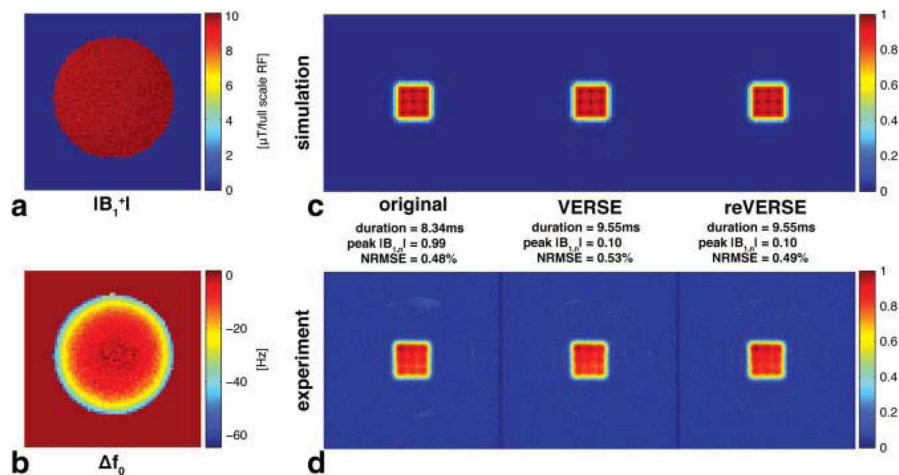 10
8
6
4
2
0
[µT/full scale RF]
a
|B₁⁺|
simulation
1
0.8
0.6
0.4
0.2
0
c
original
VERSE
reVERSE
duration = 8.34ms
peak |B₁,ₙ| = 0.99
NRMSE = 0.48%
duration = 9.55ms
peak |B₁,ₙ| = 0.10
NRMSE = 0.53%
duration = 9.55ms
peak |B₁,ₙ| = 0.10
NRMSE = 0.49%
0
−20
−40
−60
[Hz]
b
Δf₀
experiment
1
0.8
0.6
0.4
0.2
0
d